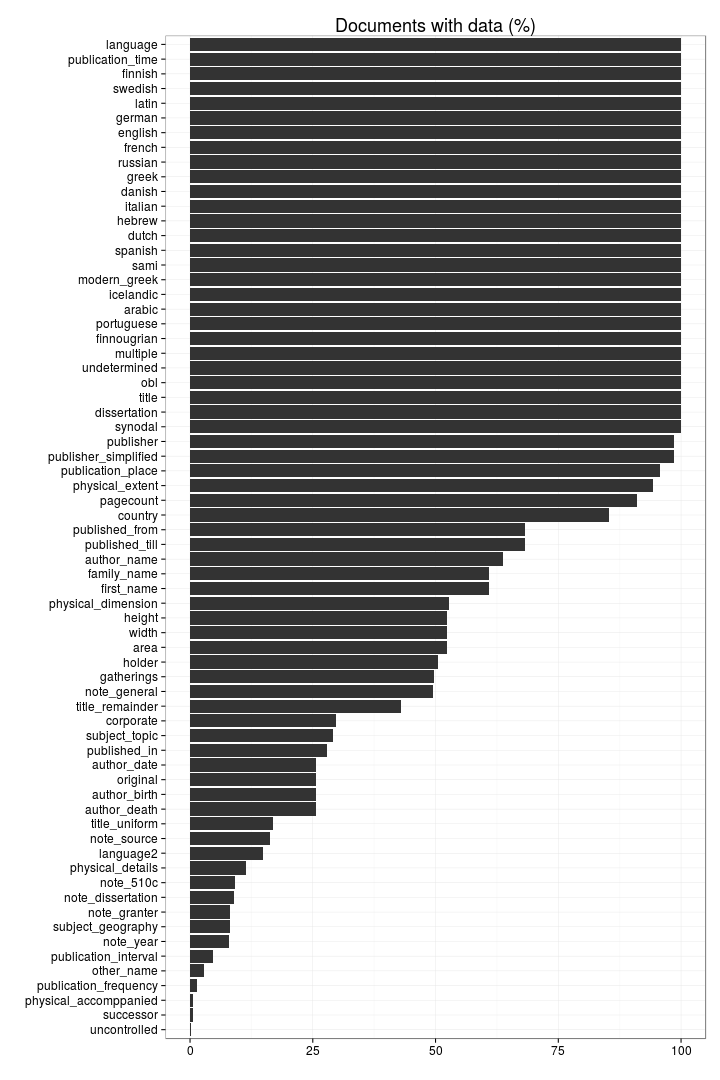 Documents with data (%)
language
publication_time
finnish
swedish
latin
german
english
french
russian
greek
danish
italian
hebrew
dutch
spanish
sami
modern_greek
icelandic
arabic
portuguese
finnougrian
multiple
undetermined
obl
title
dissertation
synodal
publisher
publisher_simplified
publication_place
physical_extent
pagecount
country
published_from
published_till
author_name
family_name
first_name
physical_dimension
height
width
area
holder
gatherings
note_general
title_remainder
corporate
subject_topic
published_in
author_date
original
author_birth
author_death
title_uniform
note_source
language2
physical_details
note_510c
note_dissertation
note_granter
subject_geography
note_year
publication_interval
other_name
publication_frequency
physical_accomppanied
successor
uncontrolled
0 25 50 75 100